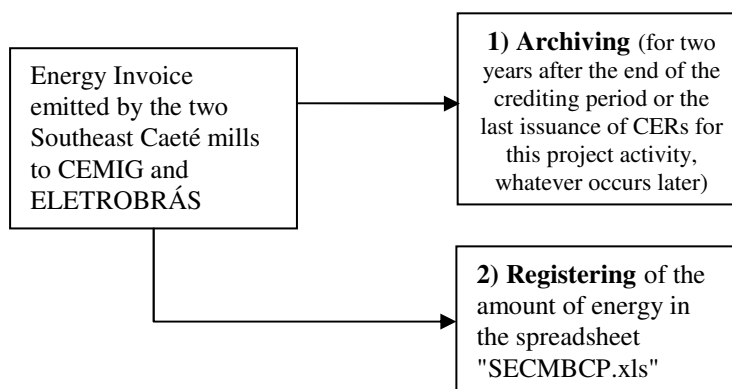 Energy Invoice
emitted by the two
Southeast Caeté mills
to CEMIG and
ELETROBRÁS
1) Archiving (for two
years after the end of the
crediting period or the
last issuance of CERs for
this project activity,
whatever occurs later)
2) Registering of the
amount of energy in
the spreadsheet
"SECMBCP.xls"